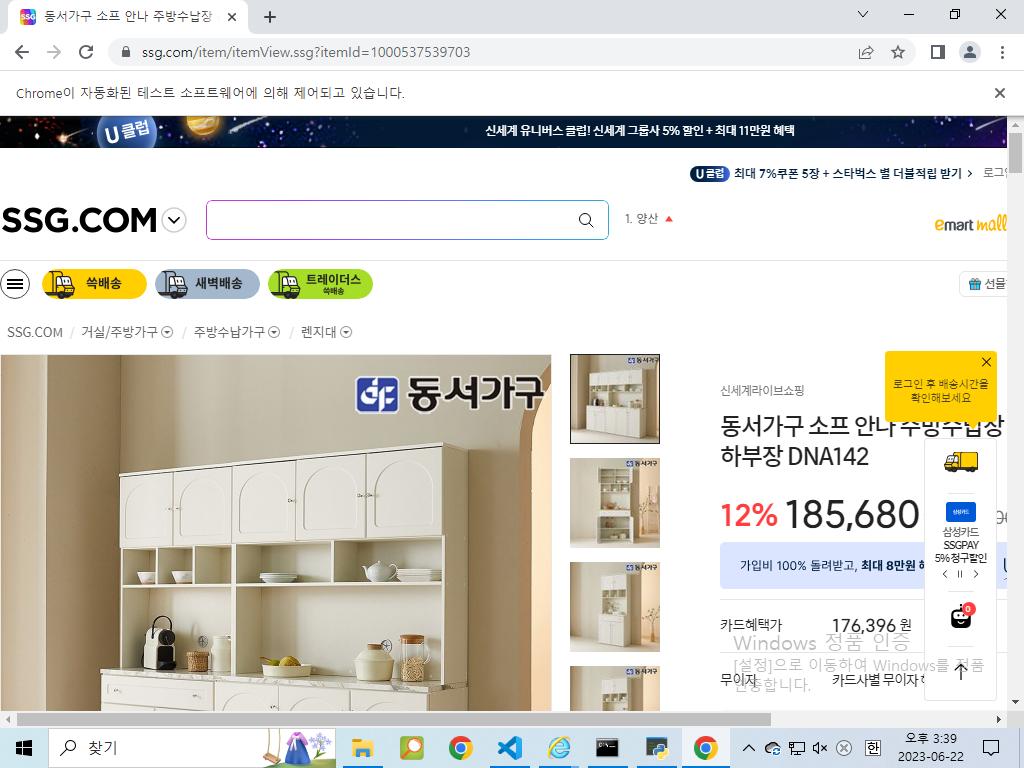 동서가구 소프 안나 주방수납장
ssg.com/item/itemView.ssg?itemId=1000537539703
Chrome이 자동화된 테스트 소프트웨어에 의해 제어되고 있습니다.
U클럽
신세계 유니버스 클럽! 신세계 그룹사 5% 할인 + 최대 11만원 혜택
U클럽 최대 7%쿠폰 5장 + 스타벅스 별 더블적립 받기 > 로그인
SSG.COM
1. 양산
emart mall
쓱배송
새벽배송
트레이더스
쓱배송
선물
SSG.COM / 거실/주방가구 / 주방수납가구 / 렌지대
동서가구
신세계라이브쇼핑
로그인 후 배송시간을
확인해보세요
동서가구 소프 안나 주방수납장
하부장 DNA142
12% 185,680
가입비 100% 돌려받고, 최대 8만원
삼성카드
삼성카드
SSGPAY
5% 청구할인
0
카드혜택가 176,396 원
무이자 카드사별 무이자
Windows 정품 인증
[설정]으로 이동하여 Windows를 정품
인증합니다.
찾기
한
오후 3:39
2023-06-22